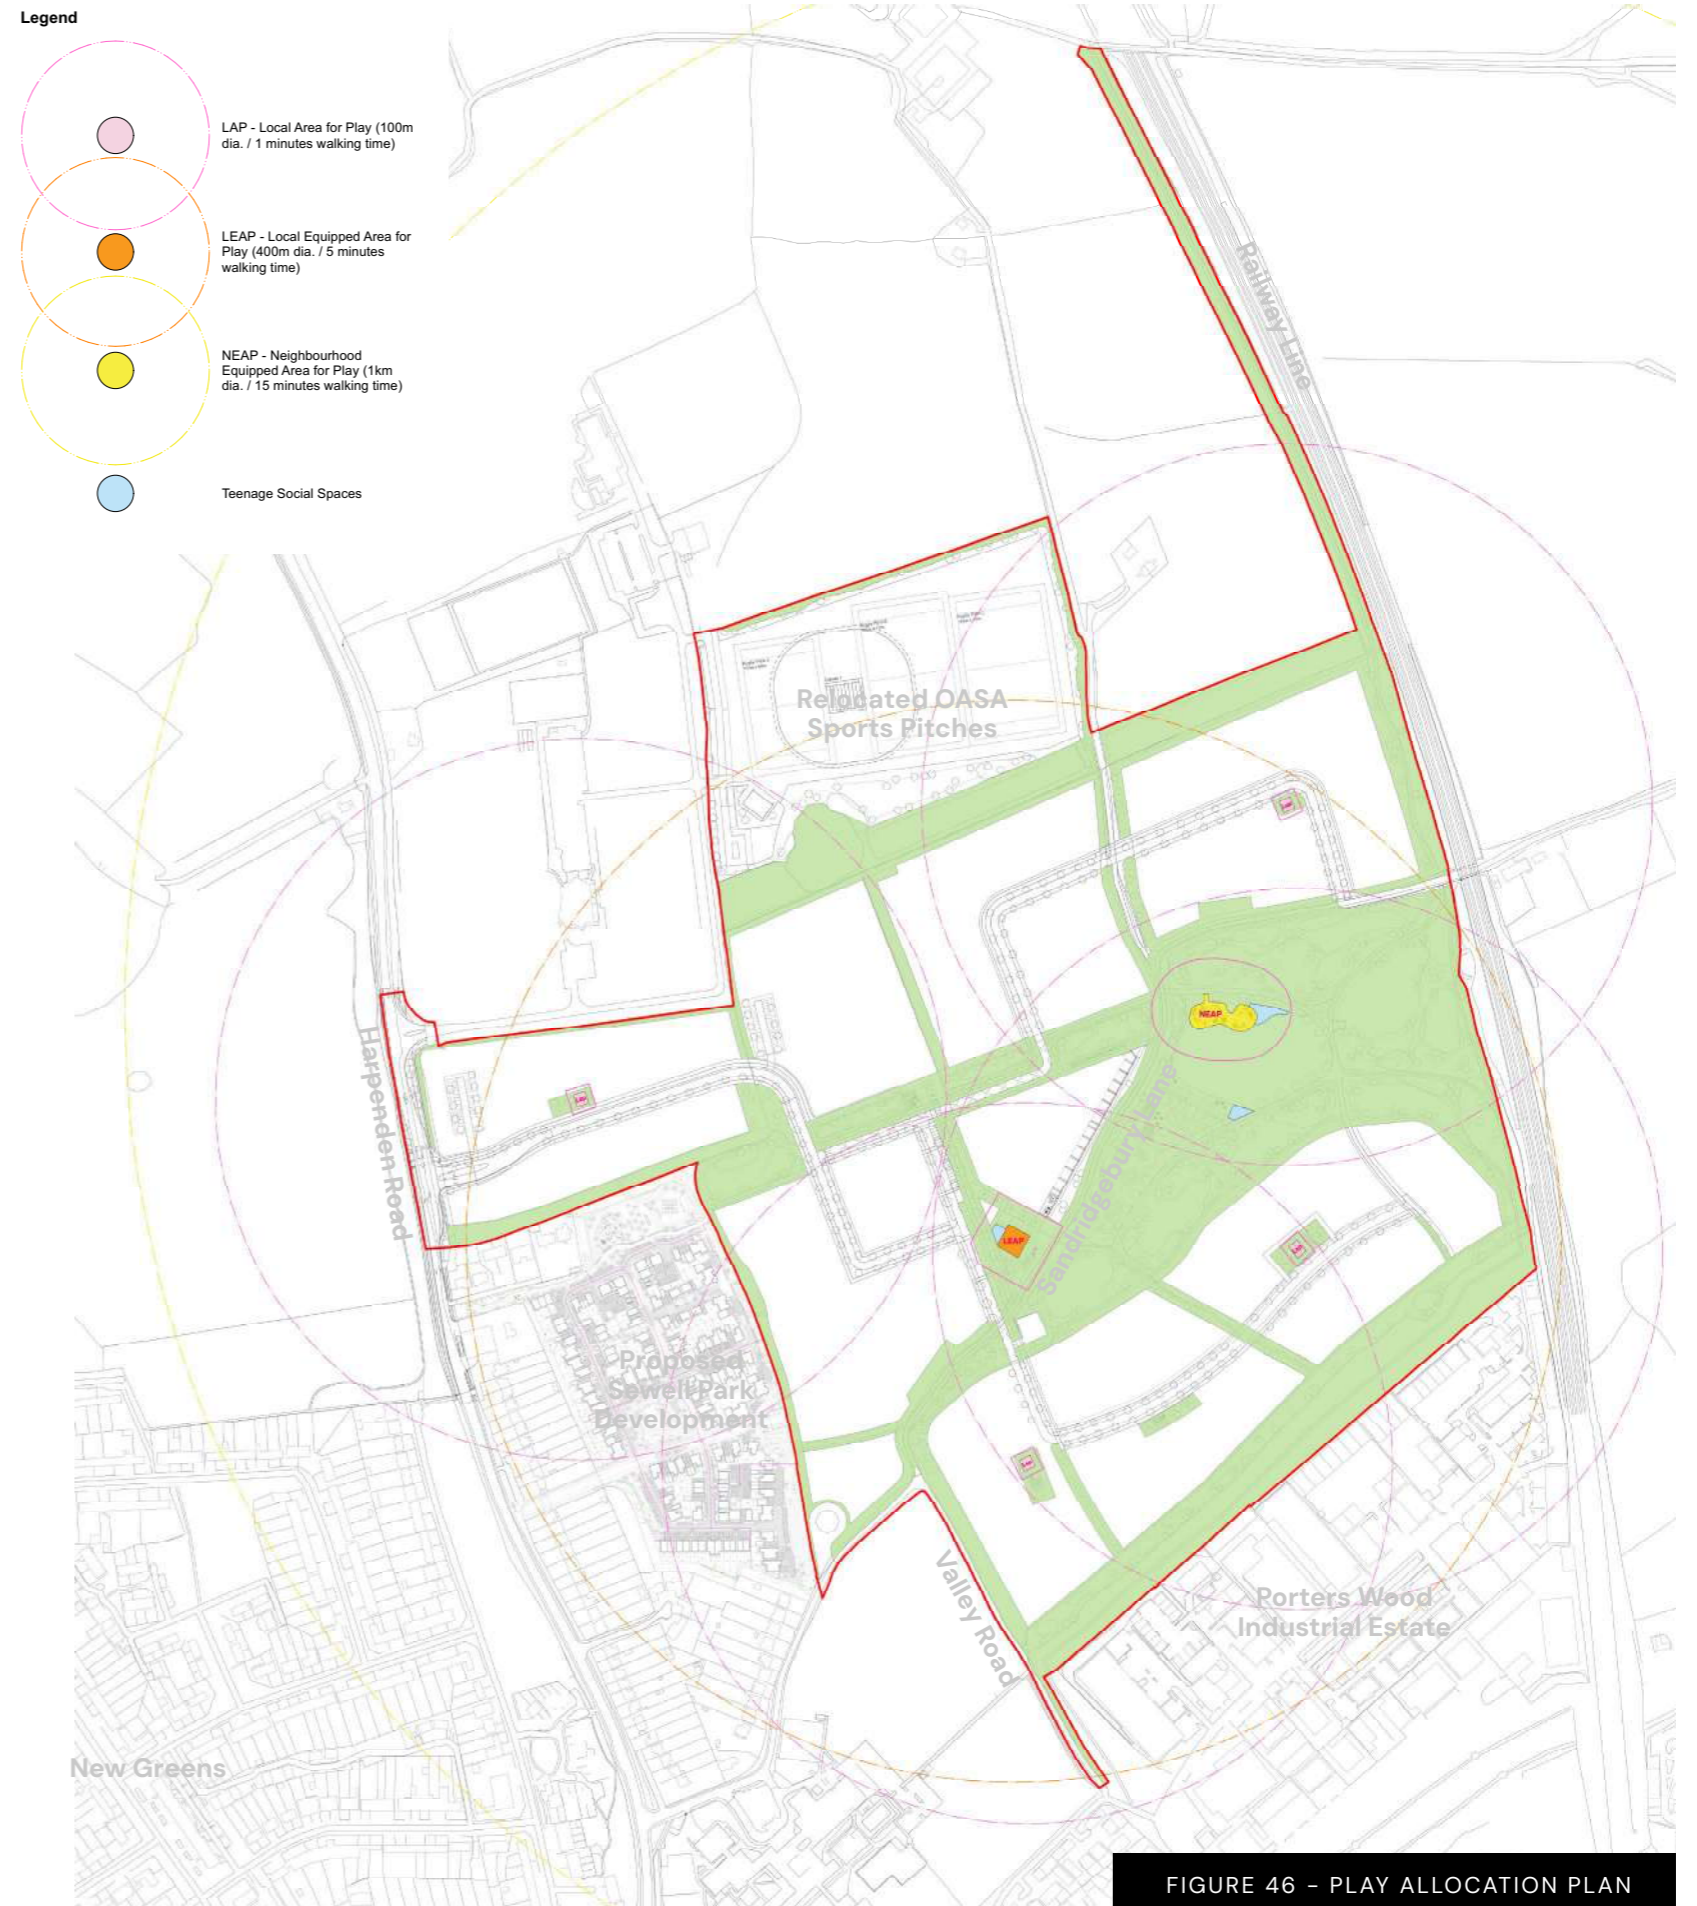 Legend
LAP - Local Area for Play (100m
dia. / 1 minutes walking time)
LEAP - Local Equipped Area for
Play (400m dia. / 5 minutes
walking time)
NEAP - Neighbourhood
Equipped Area for Play (1km
dia. / 15 minutes walking time)
Teenage Social Spaces
Railway Line
Relocated OASA
Sports Pitches
NEAP
Harpenden Road
Sandridgebury Lane
LEAP
Proposed
Sewell Park
Development
Valley Road
Porters Wood
Industrial Estate
New Greens
FIGURE 46 - PLAY ALLOCATION PLAN